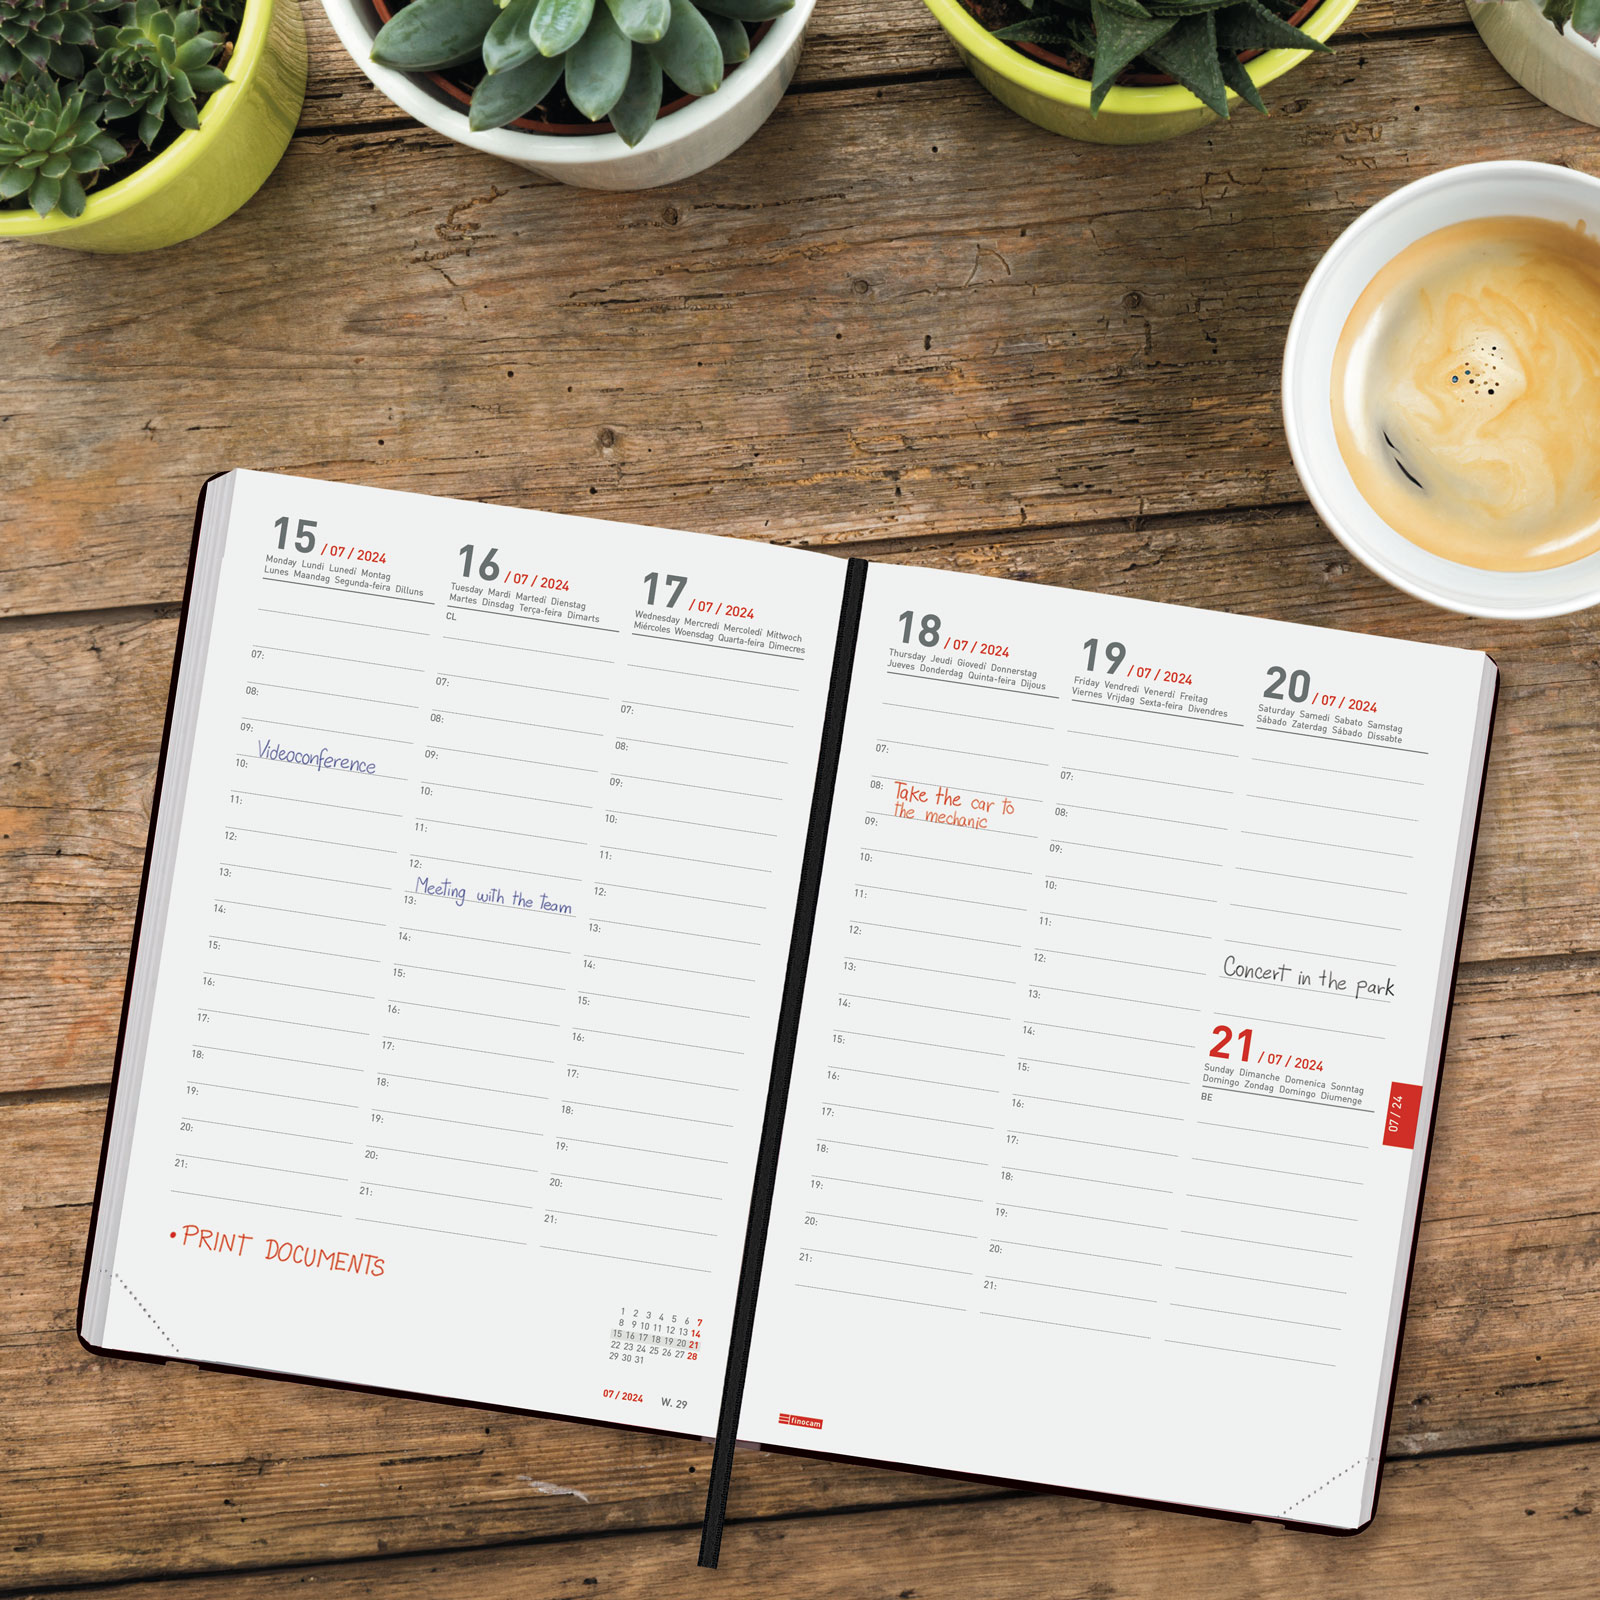 15 / 07 / 2024
Monday Lundi Lunedì Montag
Lunes Maandag Segunda-feira Dilluns
07:
08:
09:
Videoconference
10:
11:
12:
13:
14:
15:
16:
17:
18:
19:
20:
21:
• PRINT DOCUMENTS
16 / 07 / 2024
Tuesday Mardi Martedì Dienstag
Martes Dinsdag Terça-feira Dimarts
CL
07:
08:
09:
10:
11:
12:
Meeting with the team
13:
14:
15:
16:
17:
18:
19:
20:
21:
17 / 07 / 2024
Wednesday Mercredi Mercoledì Mittwoch
Miércoles Woensdag Quarta-feira Dimecres
07:
08:
09:
10:
11:
12:
13:
14:
15:
16:
17:
18:
19:
20:
21:
1 2 3 4 5 6 7
8 9 10 11 12 13 14
15 16 17 18 19 20 21
22 23 24 25 26 27 28
29 30 31
07 / 2024 W. 29
18 / 07 / 2024
Thursday Jeudi Giovedì Donnerstag
Jueves Donderdag Quinta-feira Dijous
07:
08:
Take the car to
the mechanic
09:
10:
11:
12:
13:
14:
15:
16:
17:
18:
19:
20:
21:
finocam
19 / 07 / 2024
Friday Vendredi Venerdì Freitag
Viernes Vrijdag Sexta-feira Divendres
07:
08:
09:
10:
11:
12:
13:
14:
15:
16:
17:
18:
19:
20:
21:
20 / 07 / 2024
Saturday Samedi Sabato Samstag
Sábado Zaterdag Sábado Dissabte
Concert in the park
21 / 07 / 2024
Sunday Dimanche Domenica Sonntag
Domingo Zondag Domingo Diumenge
BE
07 / 24